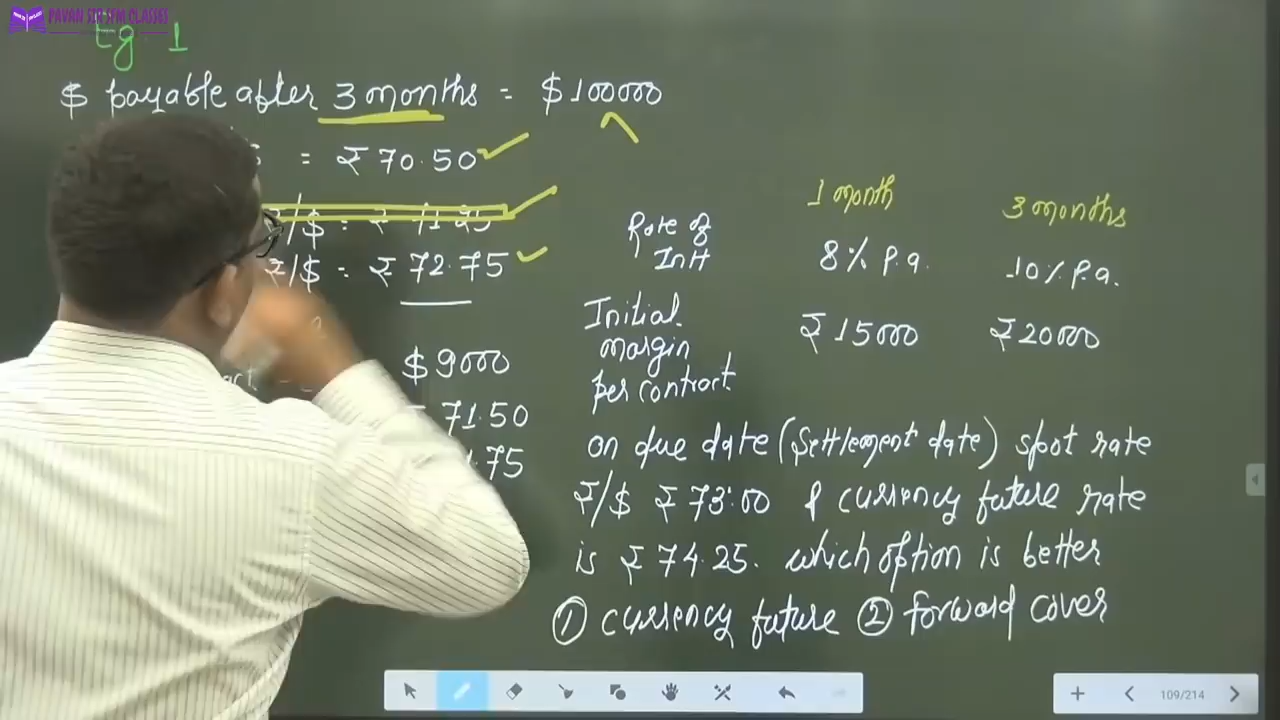 PAVAN SIR SFM CLASSES
Eg 1
$ payable after 3 months = $100000
= ₹70.50
₹/$ = ₹ 71.25
₹/$ = ₹ 72.75
$9000
71.50
.75
1 month 3 months
Rate of
Int 8% p.a. 10% p.a.
Initial
margin ₹15000 ₹20000
per contract
on due date (Settlement date) spot rate
₹/$ ₹73.00 & currency future rate
is ₹74.25. which option is better
① currency future ② forward cover
109/214